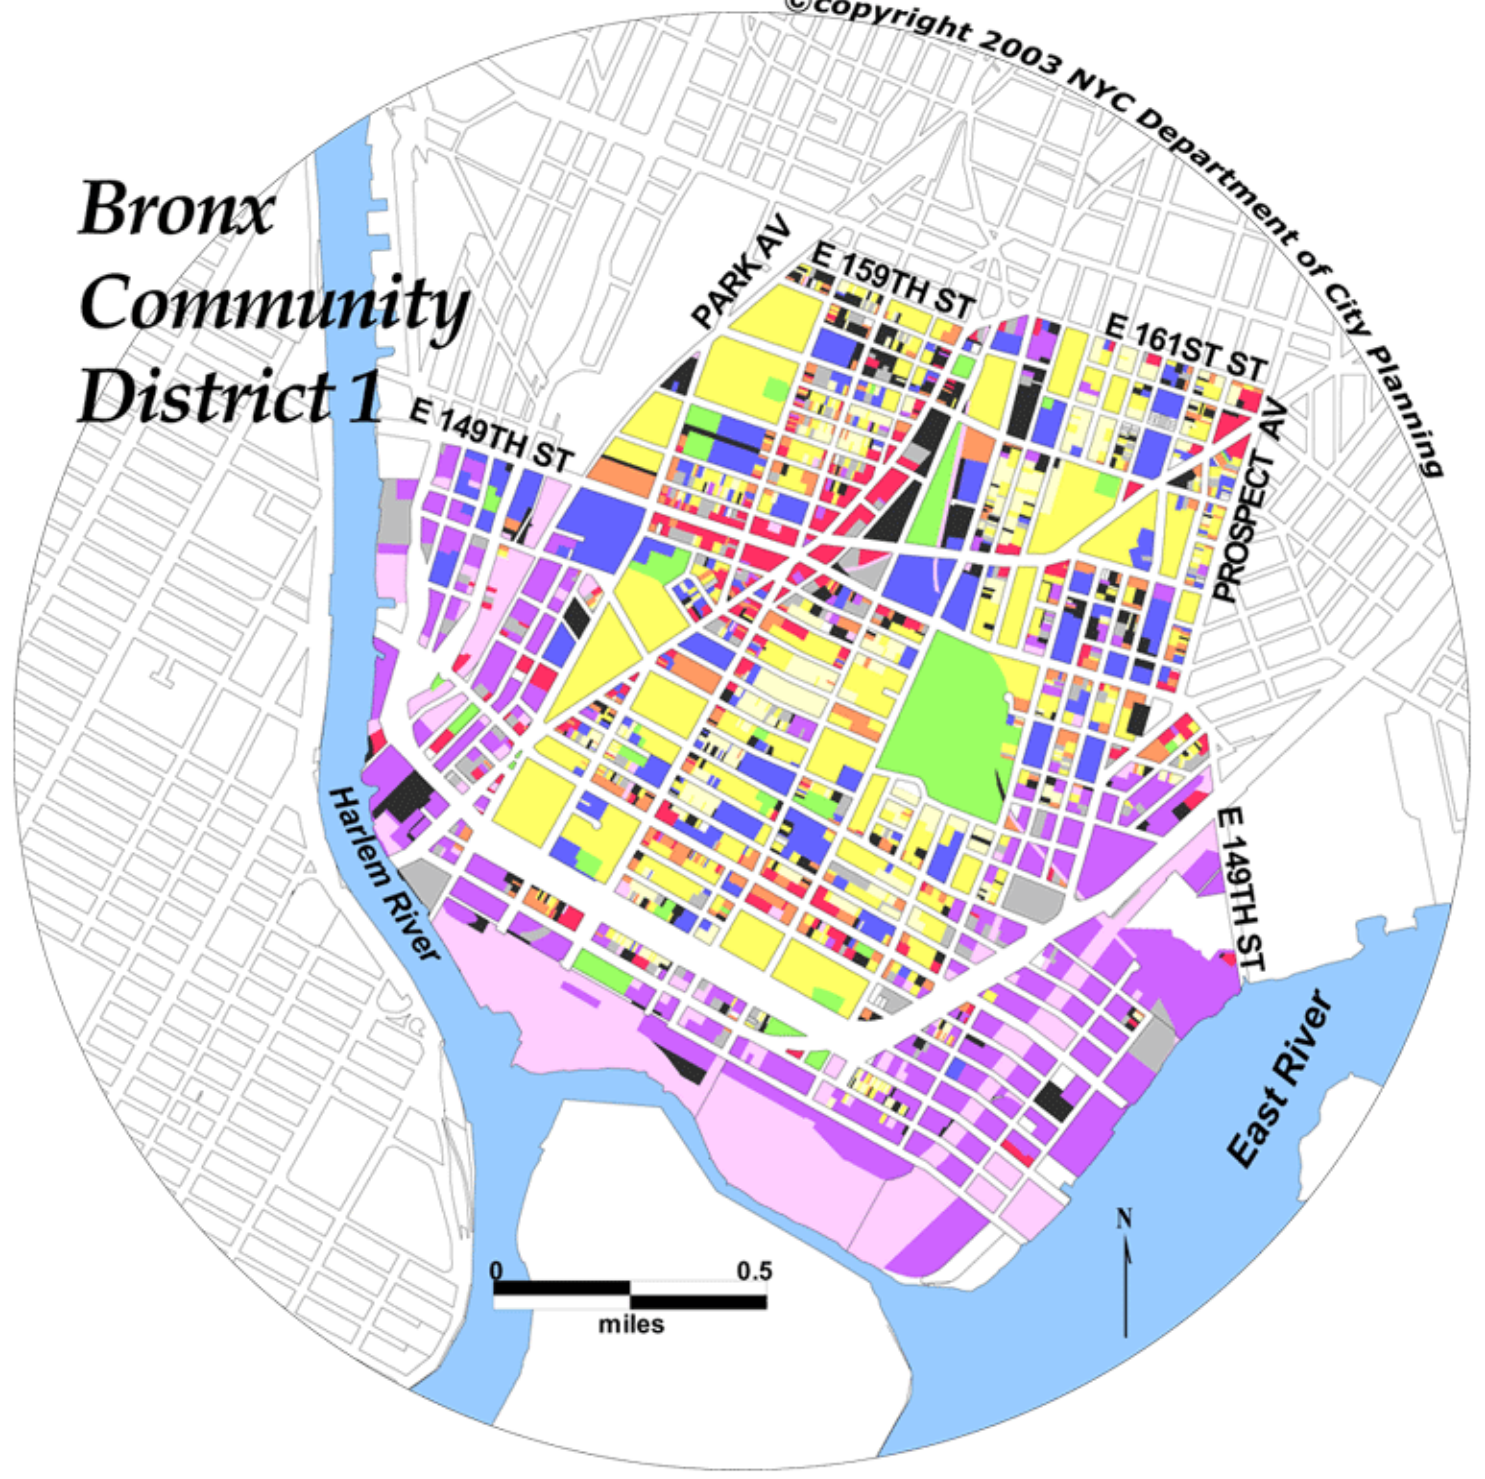 ©copyright 2003 NYC Department of City Planning
Bronx
Community
District 1
PARK AV
E 159TH ST
E 161ST ST
E 149TH ST
PROSPECT AV
Harlem River
E 149TH ST
East River
N
0 0.5
miles